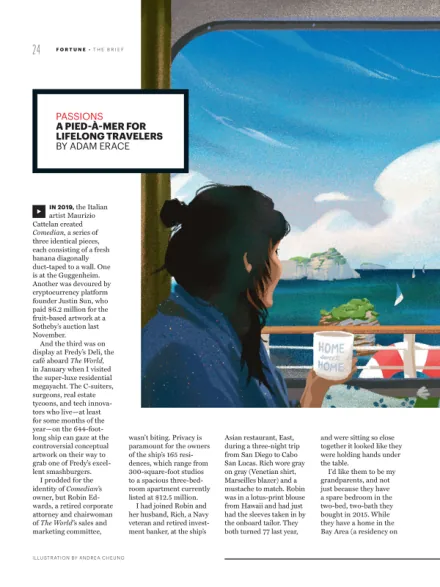 24
FORTUNE • THE BRIEF
PASSIONS
A PIED-À-MER FOR
LIFELONG TRAVELERS
BY ADAM ERACE
IN 2019, the Italian
artist Maurizio
Cattelan created
Comedian, a series of
three identical pieces,
each consisting of a fresh
banana diagonally
duct-taped to a wall. One
is at the Guggenheim.
Another was devoured by
cryptocurrency platform
founder Justin Sun, who
paid $6.2 million for the
fruit-based artwork at a
Sotheby's auction last
November.
And the third was on
display at Fredy's Deli, the
café aboard The World,
in January when I visited
the super-luxe residential
megayacht. The C-suiters,
surgeons, real estate
tycoons, and tech innova-
tors who live—at least
for some months of the
year—on the 644-foot-
long ship can gaze at the
controversial conceptual
artwork on their way to
grab one of Fredy's excel-
lent smashburgers.
I prodded for the
identity of Comedian's
owner, but Robin Ed-
wards, a retired corporate
attorney and chairwoman
of The World's sales and
marketing committee,
wasn't biting. Privacy is
paramount for the owners
of the ship's 165 resi-
dences, which range from
300-square-foot studios
to a spacious three-bed-
room apartment currently
listed at $12.5 million.
I had joined Robin and
her husband, Rich, a Navy
veteran and retired invest-
ment banker, at the ship's
Asian restaurant, East,
during a three-night trip
from San Diego to Cabo
San Lucas. Rich wore gray
on gray (Venetian shirt,
Marseilles blazer) and a
mustache to match. Robin
was in a lotus-print blouse
from Hawaii and had just
had the sleeves taken in by
the onboard tailor. They
both turned 77 last year,
and were sitting so close
together it looked like they
were holding hands under
the table.
I'd like them to be my
grandparents, and not
just because they have
a spare bedroom in the
two-bed, two-bath they
bought in 2015. While
they have a home in the
Bay Area (a residency on
HOME
AWAY FROM
HOME
ILLUSTRATION BY ANDREA CHEUNG